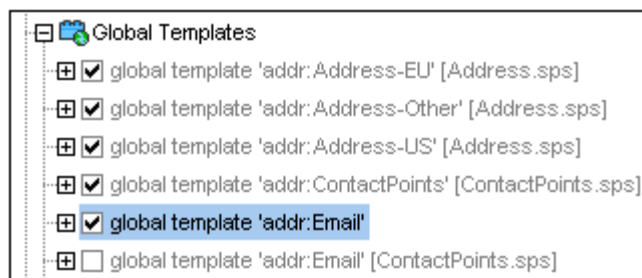 Global Templates
global template 'addr:Address-EU' [Address.sps]
global template 'addr:Address-Other' [Address.sps]
global template 'addr:Address-US' [Address.sps]
global template 'addr:ContactPoints' [ContactPoints.sps]
global template 'addr:Email'
global template 'addr:Email' [ContactPoints.sps]